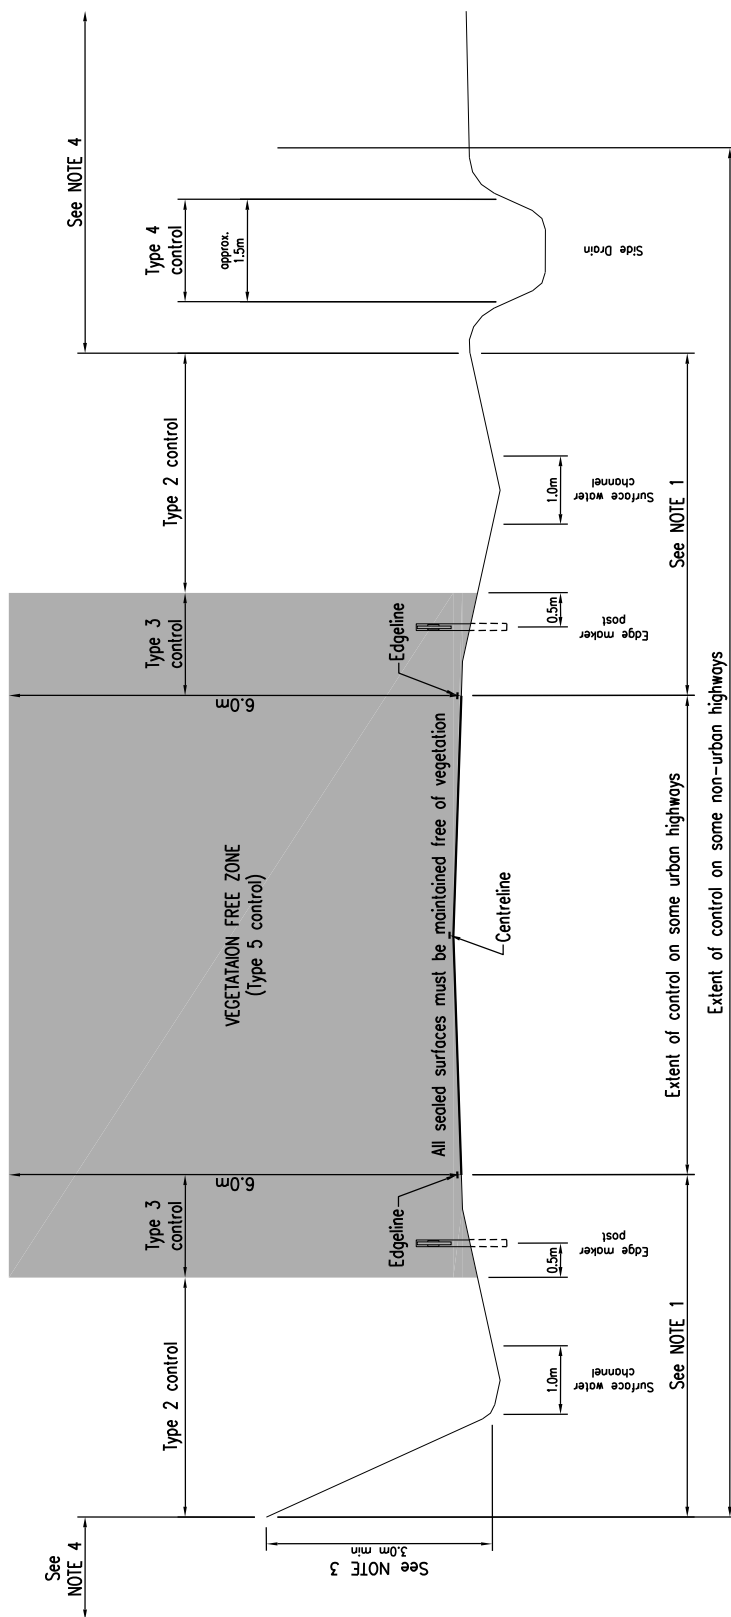 See
NOTE 4
See NOTE 4
Type 2 control
Type 3
control
Type 3
control
Type 2 control
Type 4
control
approx.
1.5m
6.0m
6.0m
VEGETATAION FREE ZONE
(Type 5 control)
See NOTE 3
3.0m min
Edgeline
All sealed surfaces must be maintained free of vegetation
Edgeline
Centreline
1.0m
Surface water
channel
0.5m
Edge maker
post
0.5m
Edge maker
post
1.0m
Surface water
channel
Side Drain
See NOTE 1
Extent of control on some urban highways
See NOTE 1
Extent of control on some non-urban highways